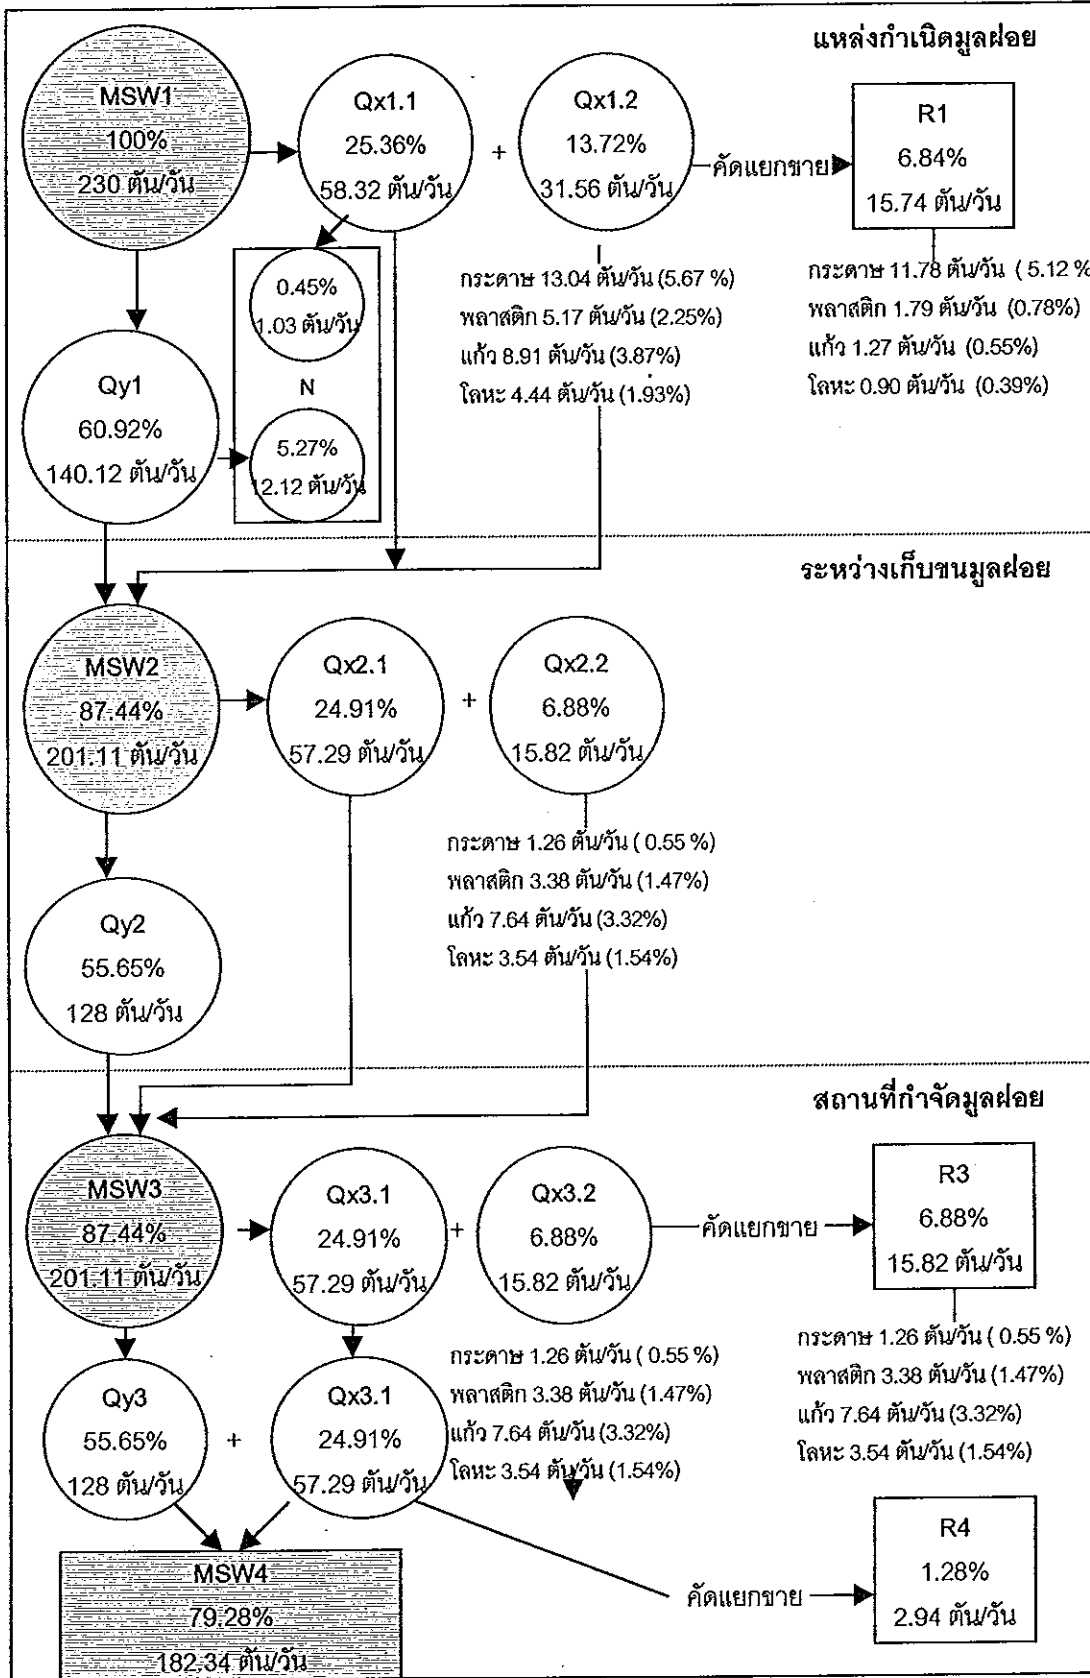 แหล่งกำเนิดมูลฝอย
MSW1
100%
230 ตัน/วัน
Qx1.1
25.36%
58.32 ตัน/วัน
+
Qx1.2
13.72%
31.56 ตัน/วัน
คัดแยกขาย
R1
6.84%
15.74 ตัน/วัน
กระดาษ 13.04 ตัน/วัน (5.67 %)
พลาสติก 5.17 ตัน/วัน (2.25%)
แก้ว 8.91 ตัน/วัน (3.87%)
โลหะ 4.44 ตัน/วัน (1.93%)
กระดาษ 11.78 ตัน/วัน ( 5.12 %
พลาสติก 1.79 ตัน/วัน (0.78%)
แก้ว 1.27 ตัน/วัน (0.55%)
โลหะ 0.90 ตัน/วัน (0.39%)
0.45%
1.03 ตัน/วัน
N
5.27%
12.12 ตัน/วัน
Qy1
60.92%
140.12 ตัน/วัน
ระหว่างเก็บขนมูลฝอย
MSW2
87.44%
201.11 ตัน/วัน
Qx2.1
24.91%
57.29 ตัน/วัน
+
Qx2.2
6.88%
15.82 ตัน/วัน
กระดาษ 1.26 ตัน/วัน ( 0.55 %)
พลาสติก 3.38 ตัน/วัน (1.47%)
แก้ว 7.64 ตัน/วัน (3.32%)
โลหะ 3.54 ตัน/วัน (1.54%)
Qy2
55.65%
128 ตัน/วัน
สถานที่กำจัดมูลฝอย
MSW3
87.44%
201.11 ตัน/วัน
Qx3.1
24.91%
57.29 ตัน/วัน
+
Qx3.2
6.88%
15.82 ตัน/วัน
คัดแยกขาย
R3
6.88%
15.82 ตัน/วัน
กระดาษ 1.26 ตัน/วัน ( 0.55 %)
พลาสติก 3.38 ตัน/วัน (1.47%)
แก้ว 7.64 ตัน/วัน (3.32%)
โลหะ 3.54 ตัน/วัน (1.54%)
กระดาษ 1.26 ตัน/วัน ( 0.55 %)
พลาสติก 3.38 ตัน/วัน (1.47%)
แก้ว 7.64 ตัน/วัน (3.32%)
โลหะ 3.54 ตัน/วัน (1.54%)
Qy3
55.65%
128 ตัน/วัน
+
Qx3.1
24.91%
57.29 ตัน/วัน
คัดแยกขาย
R4
1.28%
2.94 ตัน/วัน
MSW4
79.28%
182.34 ตัน/วัน